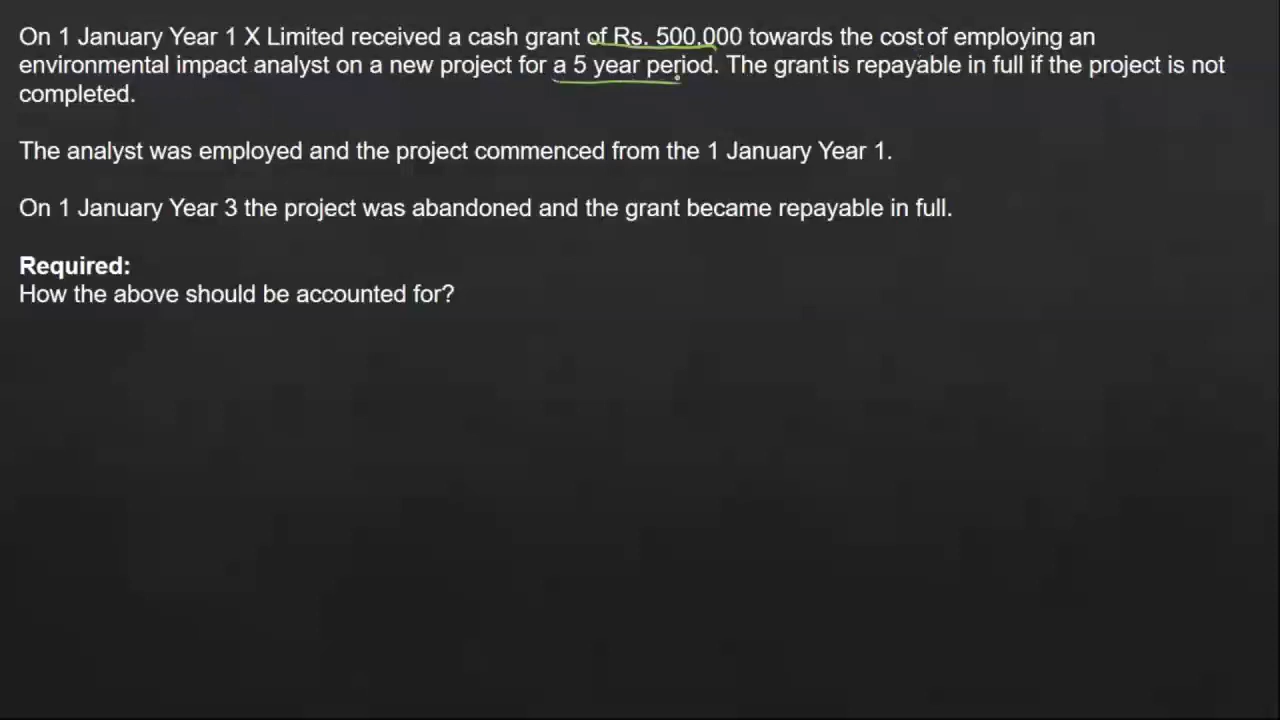 On 1 January Year 1 X Limited received a cash grant of Rs. 500,000 towards the cost of employing an
environmental impact analyst on a new project for a 5 year period. The grant is repayable in full if the project is not
completed.
The analyst was employed and the project commenced from the 1 January Year 1.
On 1 January Year 3 the project was abandoned and the grant became repayable in full.
Required:
How the above should be accounted for?